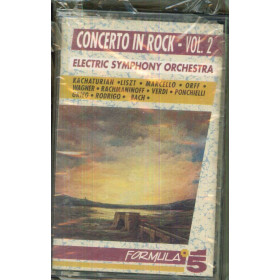 CONCERTO IN ROCK - VOL. 2
ELECTRIC SYMPHONY ORCHESTRA
KACHATURIAN • LISZT • MARCELLO • ORFF •
WAGNER • RACHMANINOFF • VERDI • PONCHIELLI
• RODRIGO • BACH •
FORMULA 5